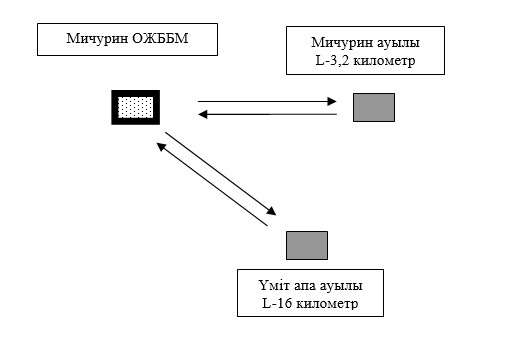 Мичурин ОЖББМ
Мичурин ауылы
L-3,2 километр
Үміт апа ауылы
L-16 километр